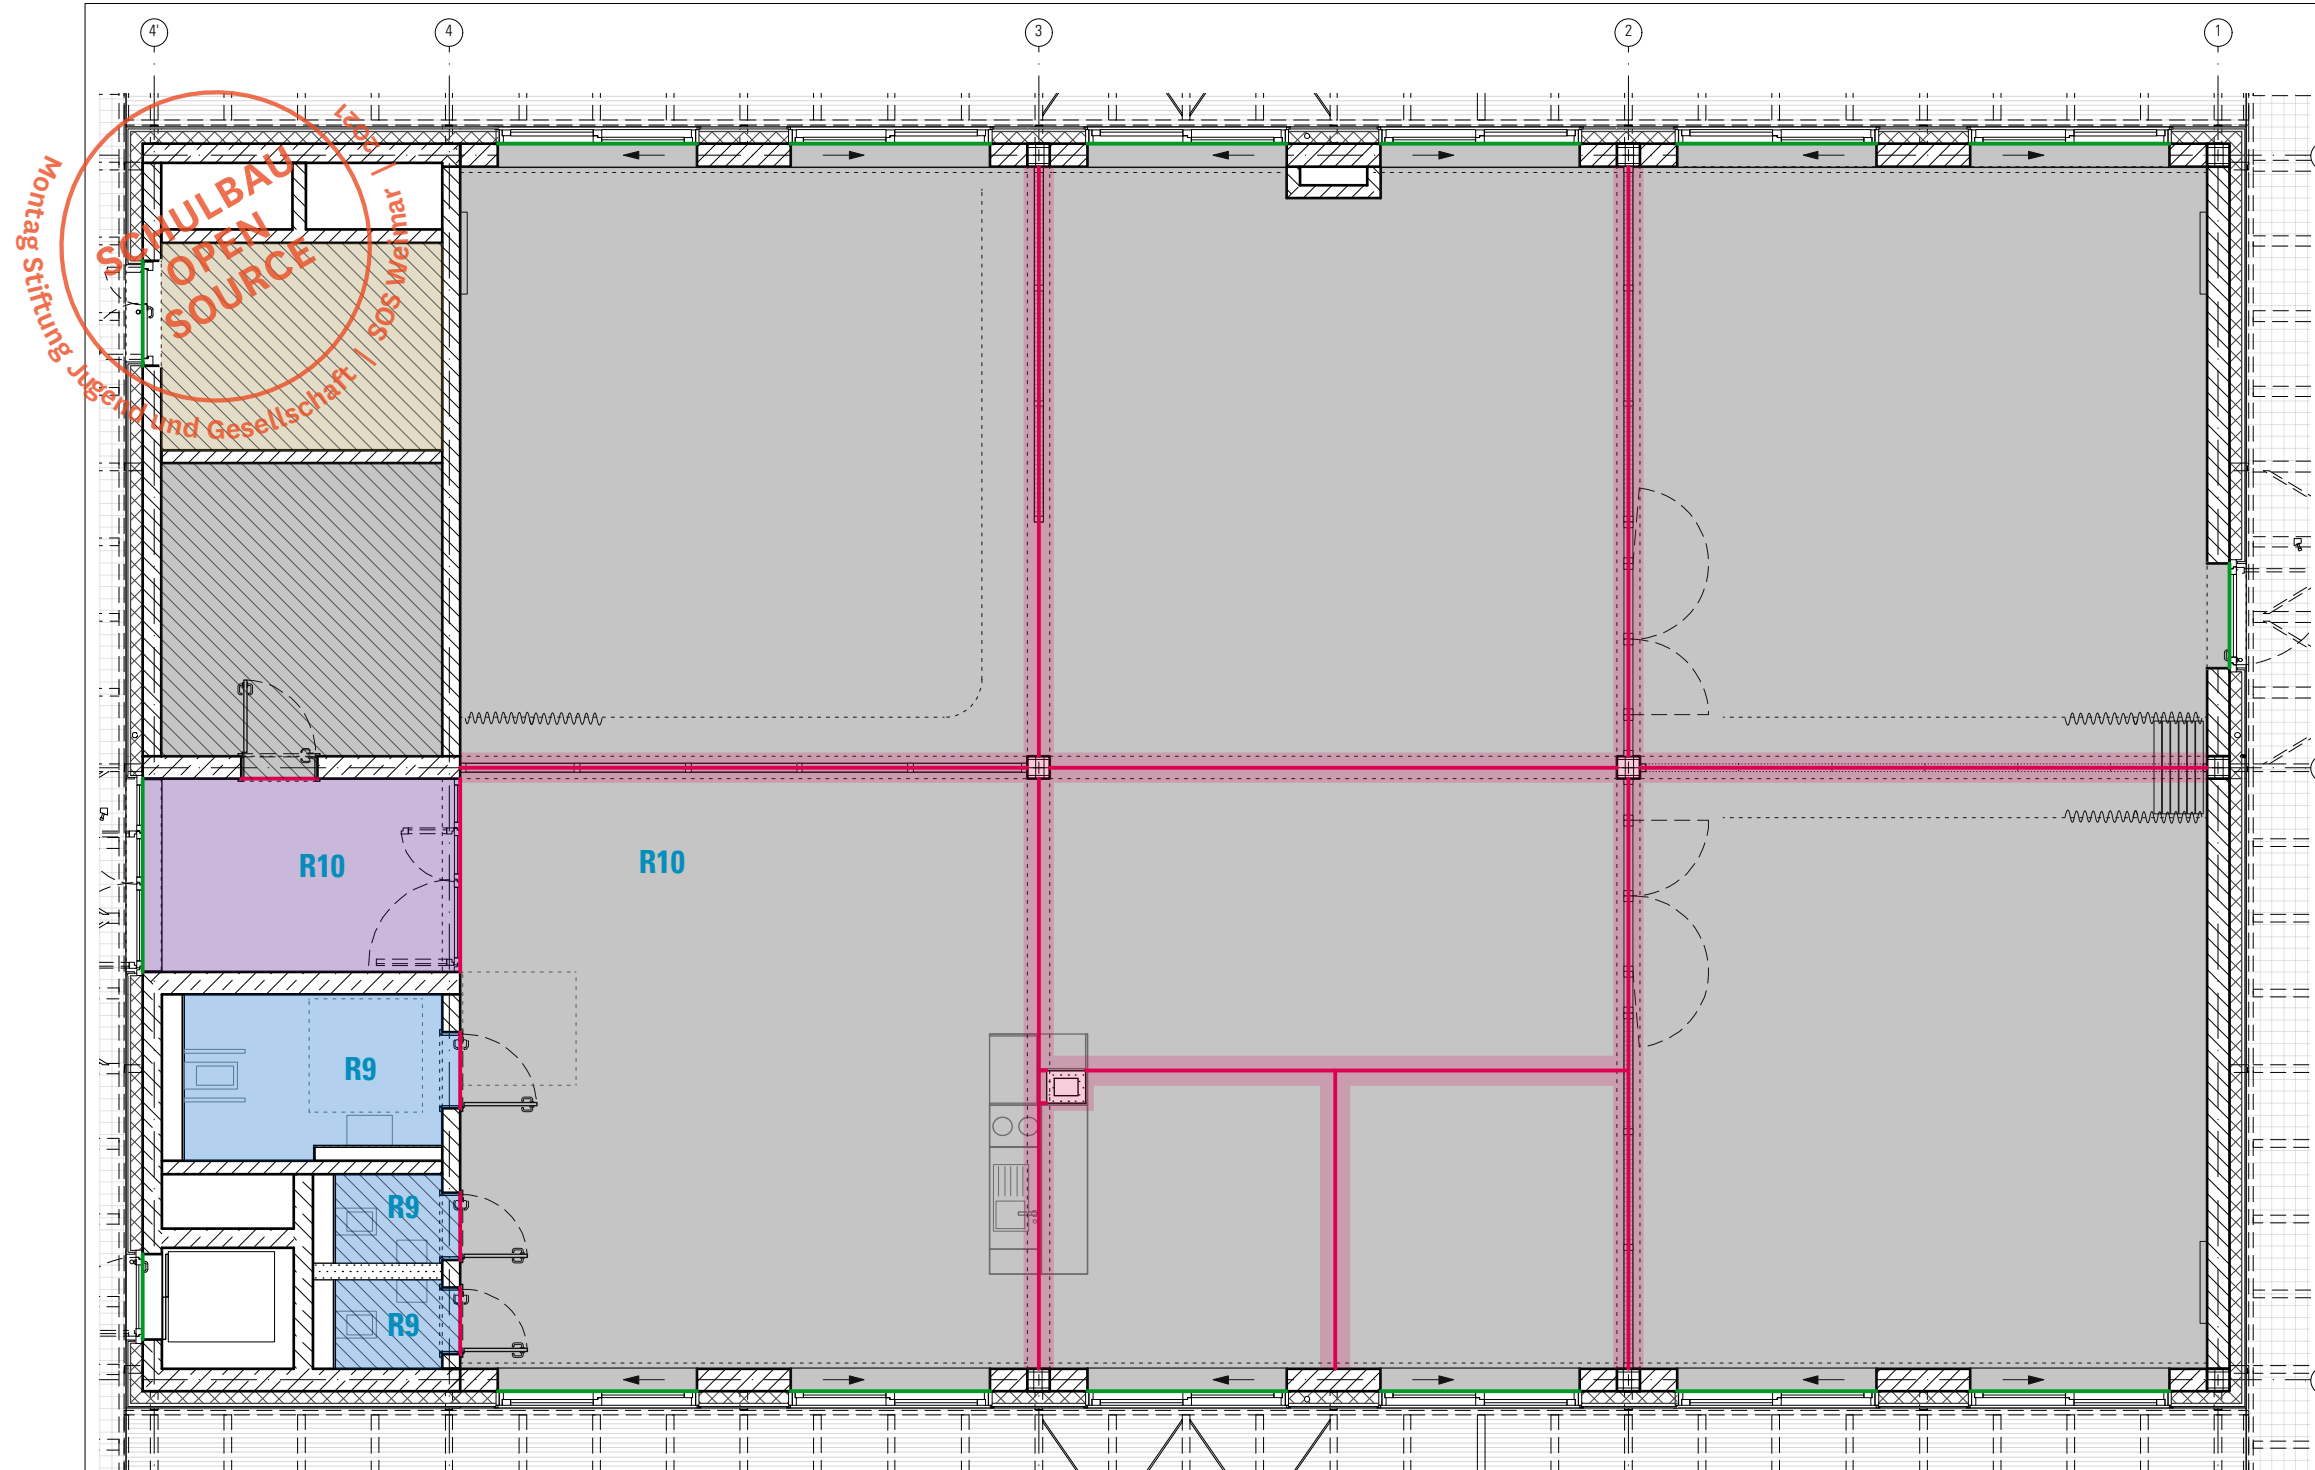 4'
4
3
2
1
SCHULBAU
OPEN
SOURCE
Montag Stiftung Jugend und Gesellschaft | SOS Weimar | 2021
R10
R10
R9
R9
R9